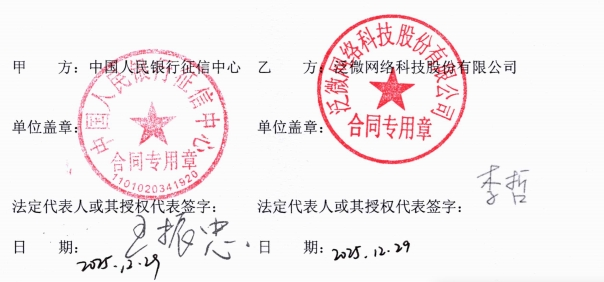 甲 方：中国人民银行征信中心 乙 方：泛微网络科技股份有限公司
中国人民银行征信中心
合同专用章
1101020341920
泛微网络科技股份有限公司
合同专用章
单位盖章： 单位盖章：
法定代表人或其授权代表签字： 法定代表人或其授权代表签字：
王振忠
李哲
日 期： 2025.12.29 日 期： 2025.12.29